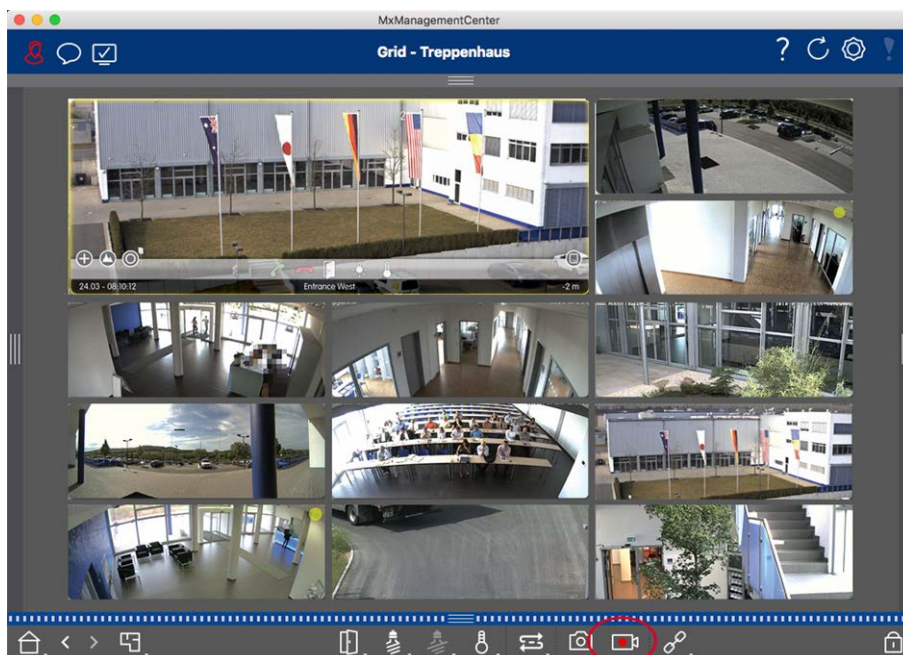 MxManagementCenter
Grid - Treppenhaus
?
24.03 - 08:10:12
Entrance West
-2 m